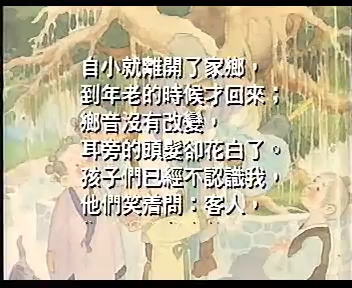 自小就離開了家鄉，
到年老的時候才回來；
鄉音沒有改變，
耳旁的頭髮卻花白了。
孩子們已經不認識我，
他們笑着問：客人，